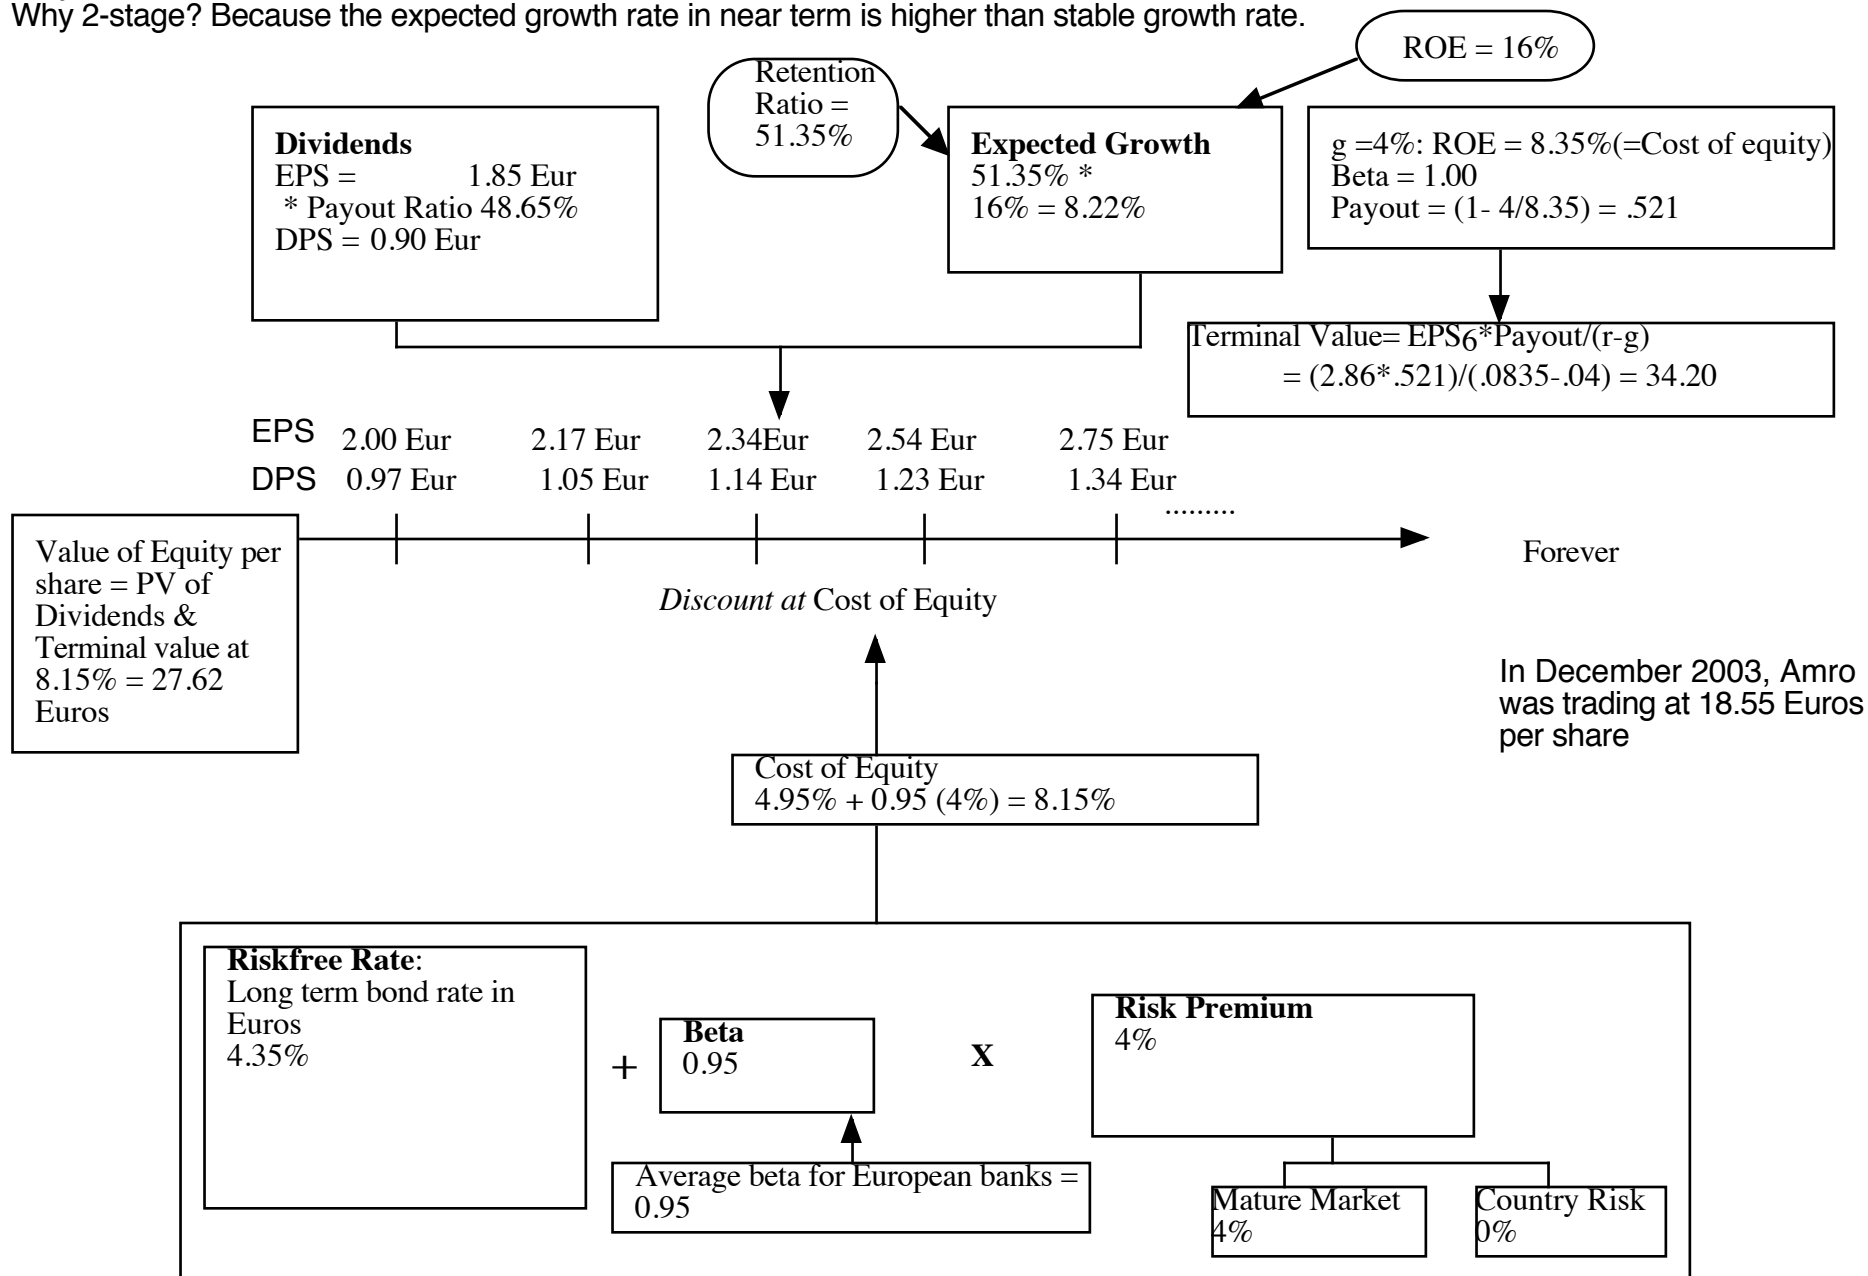 Why 2-stage? Because the expected growth rate in near term is higher than stable growth rate.
ROE = 16%
Retention
Ratio =
51.35%
Dividends
EPS = 1.85 Eur
* Payout Ratio 48.65%
DPS = 0.90 Eur
Expected Growth
51.35% *
16% = 8.22%
g =4%: ROE = 8.35%(=Cost of equity)
Beta = 1.00
Payout = (1- 4/8.35) = .521
Terminal Value= EPS6*Payout/(r-g)
= (2.86*.521)/(.0835-.04) = 34.20
EPS 2.00 Eur 2.17 Eur 2.34Eur 2.54 Eur 2.75 Eur
DPS 0.97 Eur 1.05 Eur 1.14 Eur 1.23 Eur 1.34 Eur
.........
Value of Equity per
share = PV of
Dividends &
Terminal value at
8.15% = 27.62
Euros
Forever
Discount at Cost of Equity
In December 2003, Amro
was trading at 18.55 Euros
per share
Cost of Equity
4.95% + 0.95 (4%) = 8.15%
Riskfree Rate:
Long term bond rate in
Euros
4.35%
+
Beta
0.95
X
Risk Premium
4%
Average beta for European banks =
0.95
Mature Market
4%
Country Risk
0%